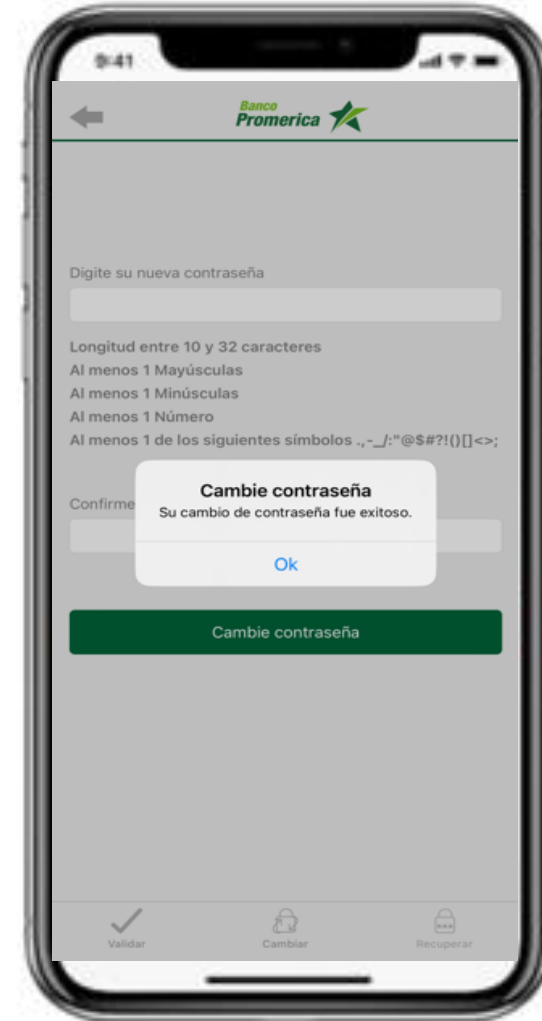 9:41
Banco
Promerica
Digite su nueva contraseña
Longitud entre 10 y 32 caracteres
Al menos 1 Mayúsculas
Al menos 1 Minúsculas
Al menos 1 Número
Al menos 1 de los siguientes símbolos .,-_/:"@$#?!()[]<>;
Confirme
Cambie contraseña
Su cambio de contraseña fue exitoso.
Ok
Cambie contraseña
Validar
Cambiar
Recuperar